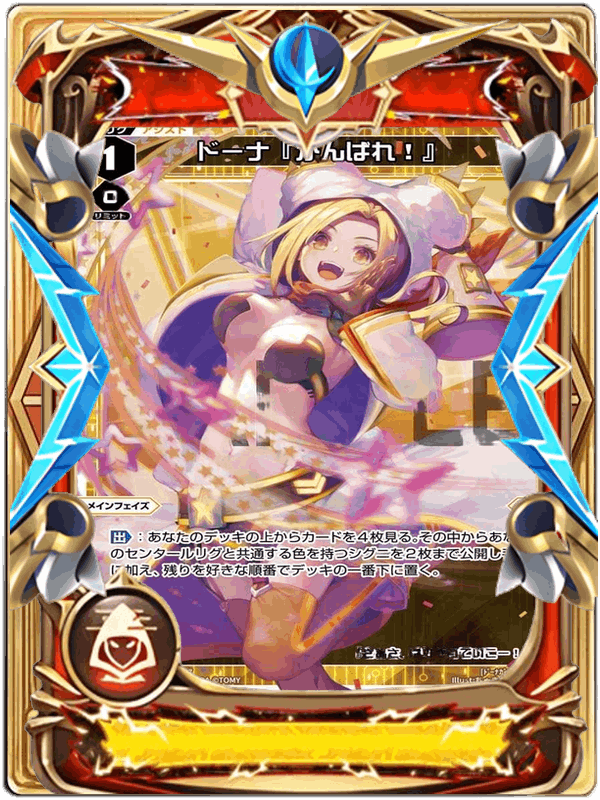 アシスト
1
ドーナ『がんばれ!』
0
リミット
メインフェイズ
出:あなたのデッキの上からカードを4枚見る。その中からあな
のセンタールリグと共通する色を持つシグニを2枚まで公開し
に加え、残りを好きな順番でデッキの一番下に置く。
©TOMY